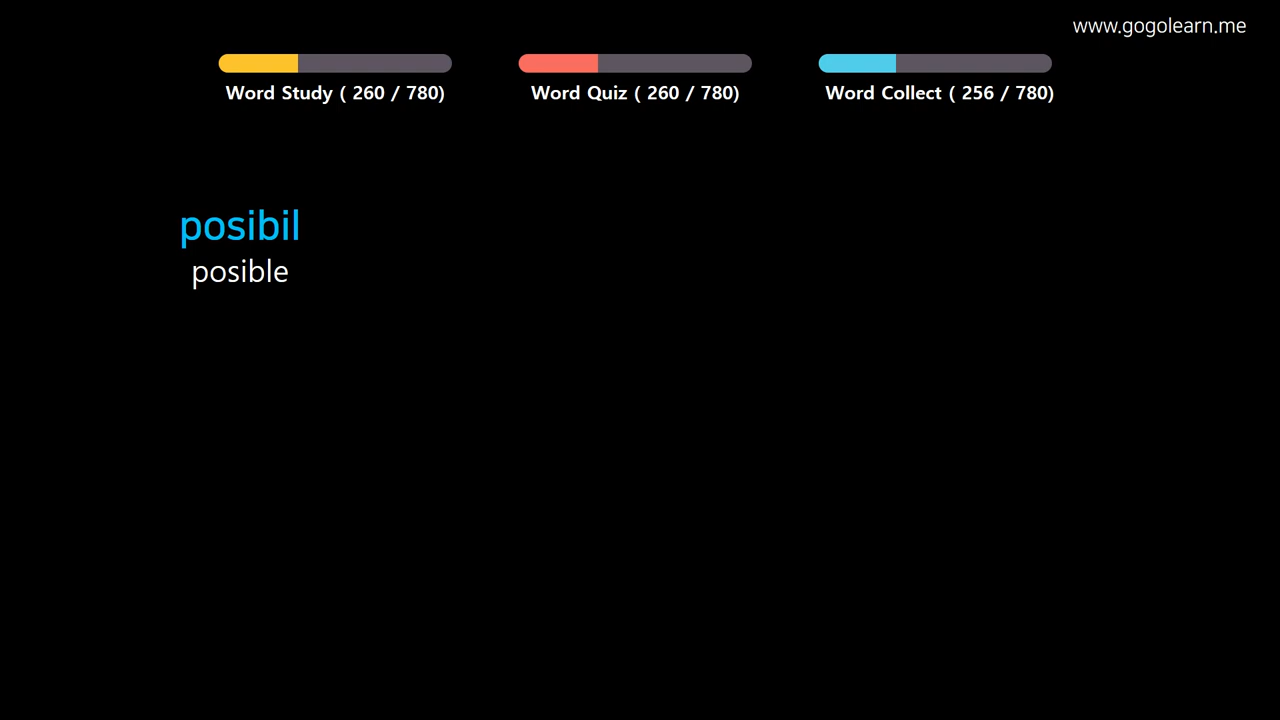 www.gogolearn.me
Word Study ( 260 / 780)
Word Quiz ( 260 / 780)
Word Collect ( 256 / 780)
posibil
posible